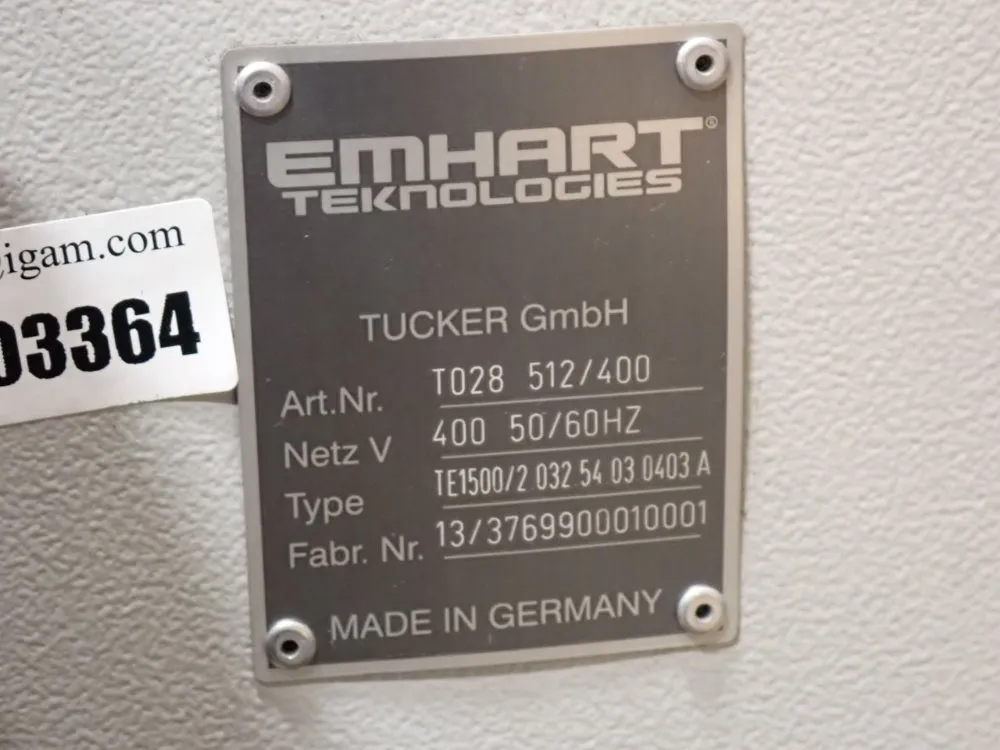 EMHART®
TEKNOLOGIES
TUCKER GmbH
Art.Nr. T028 512/400
Netz V 400 50/60HZ
Type TE1500/2 032 54 03 0403 A
Fabr. Nr. 13/3769900010001
MADE IN GERMANY
igam.com
03364